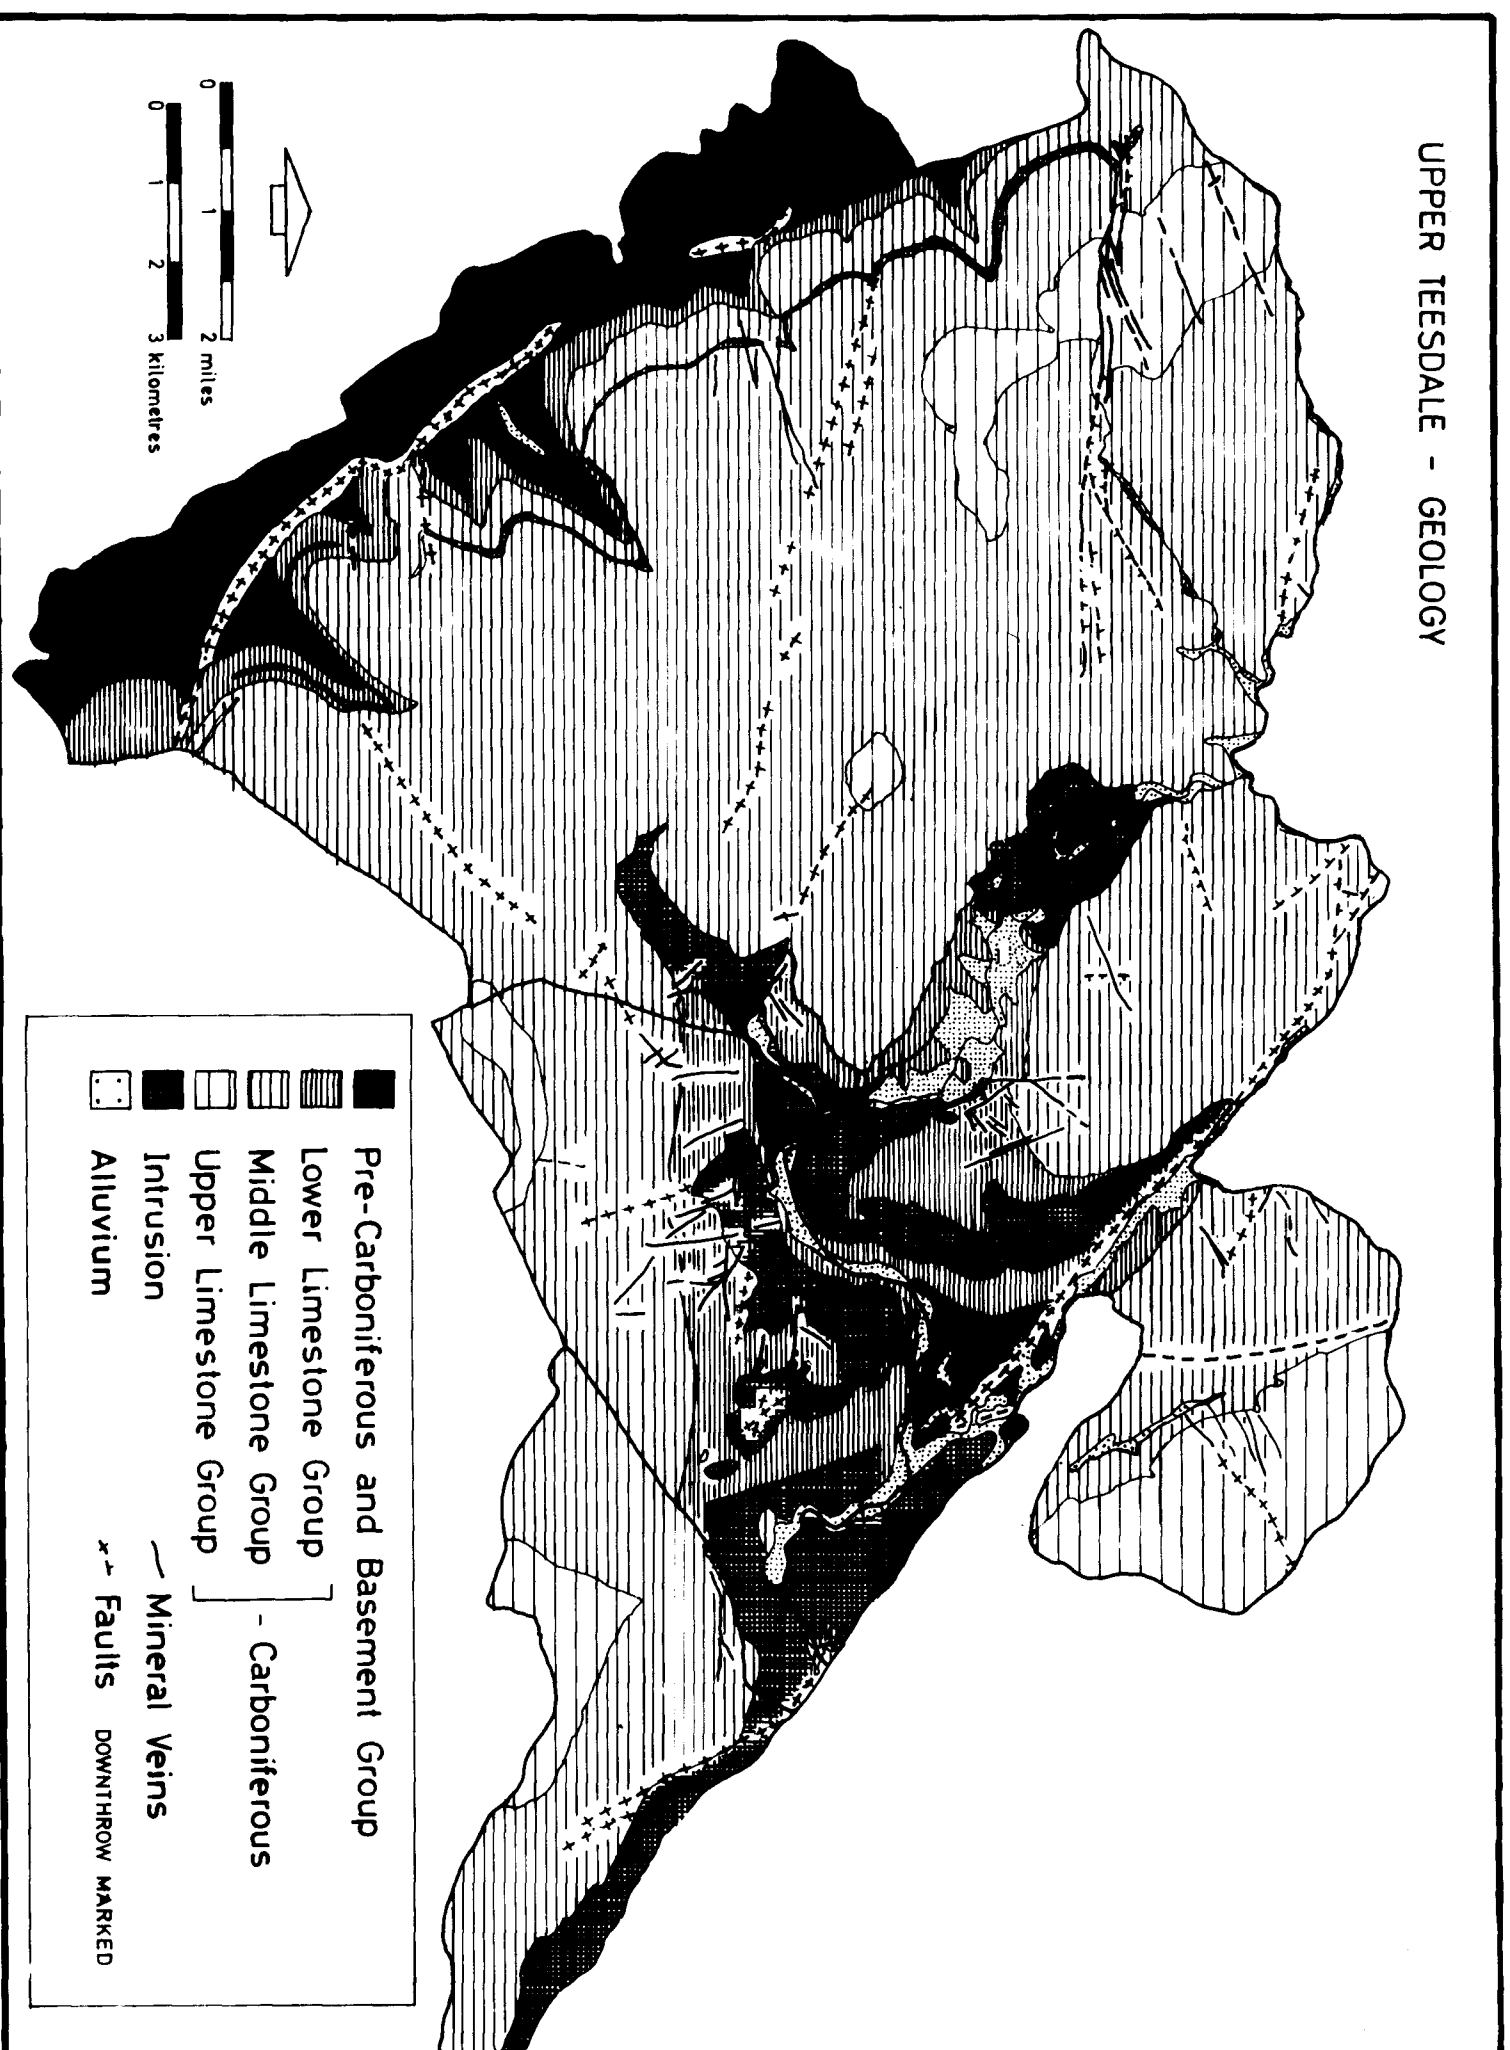 UPPER TEESDALE - GEOLOGY
0 1 2 miles
0 1 2 3 kilometres
Pre-Carboniferous and Basement Group
Lower Limestone Group
Middle Limestone Group - Carboniferous
Upper Limestone Group
Intrusion
Mineral Veins
Alluvium
Faults DOWNTHROW MARKED